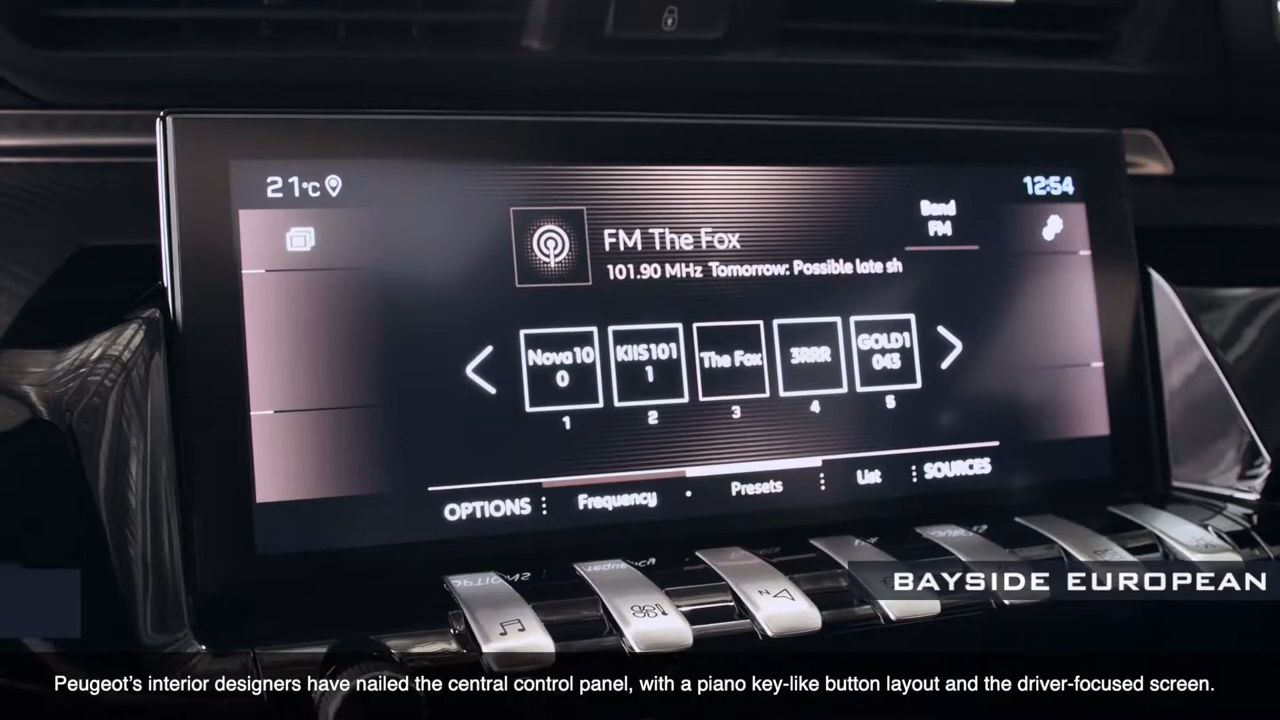 21°C
12:54
Band
FM
FM The Fox
101.90 MHz Tomorrow: Possible late sh
Nova10
0
KIIS101
1
The Fox
3RRR
GOLD1
043
1
2
3
4
5
OPTIONS
Frequency
Presets
List
SOURCES
BAYSIDE EUROPEAN
Peugeot's interior designers have nailed the central control panel, with a piano key-like button layout and the driver-focused screen.